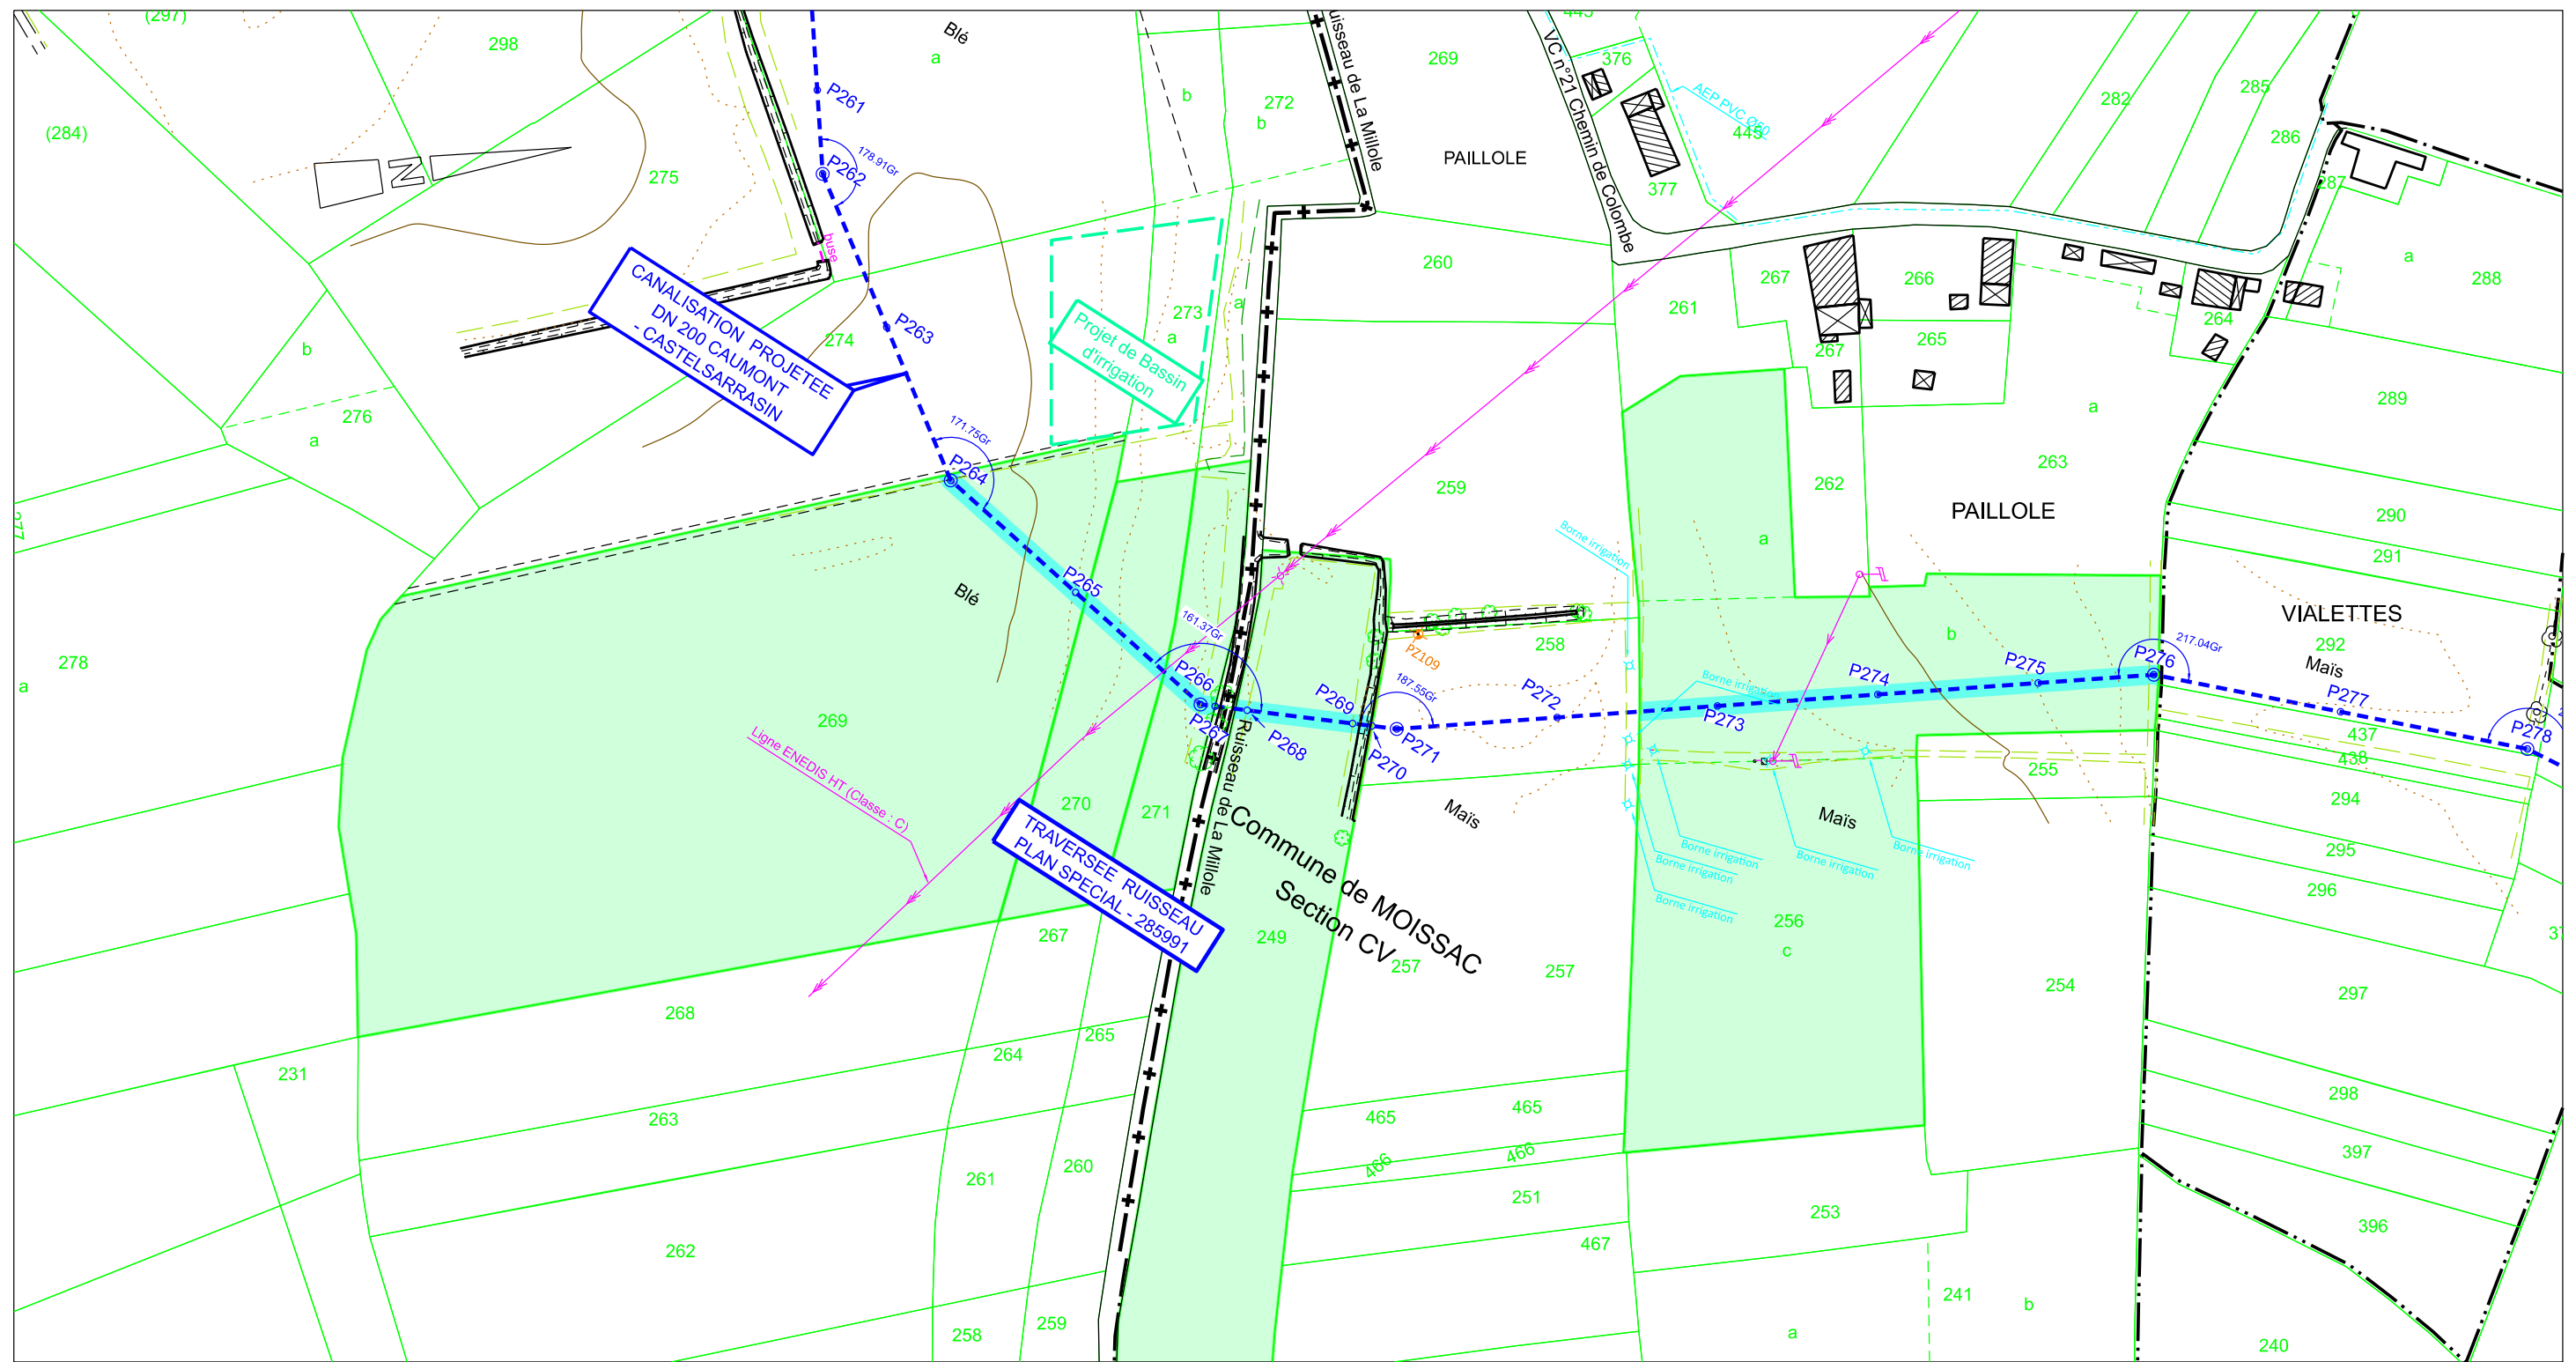 (297)
298
Blé
a
(284)
275
N
P261
178.91Gr
P262
buse
b
272
b
Ruisseau de La Millole
269
PAILLOLE
VC n°21 Chemin de Colombe
445
376
AEP PVC Ø50
445
377
282
285
286
287
a
288
CANALISATION PROJETEE
DN 200 CAUMONT
- CASTELSARRASIN
274
P263
273
a
a
Projet de Bassin
d'irrigation
260
261
267
266
267
265
264
289
b
276
a
171.75Gr
P264
259
262
263
a
PAILLOLE
290
291
277
Blé
P265
161.37Gr
P266
P267
P268
P269
P270
P271
187.55Gr
PZ109
258
P272
Borne irrigation
Borne irrigation
a
b
P273
P274
P275
P276
217.04Gr
VIALETTES
292
Maïs
P277
437
438
P278
278
a
269
Ligne ENEDIS HT (Classe : C)
270
271
Ruisseau de La Millole
TRAVERSEE RUISSEAU
PLAN SPECIAL - 285991
Commune de MOISSAC
Section CV
Maïs
Maïs
Borne irrigation
Borne irrigation
Borne irrigation
Borne irrigation
Borne irrigation
255
294
295
296
256
c
249
257
257
254
297
267
268
265
264
231
263
465
465
466
466
298
397
261
260
251
253
396
262
467
241
b
258
259
a
240